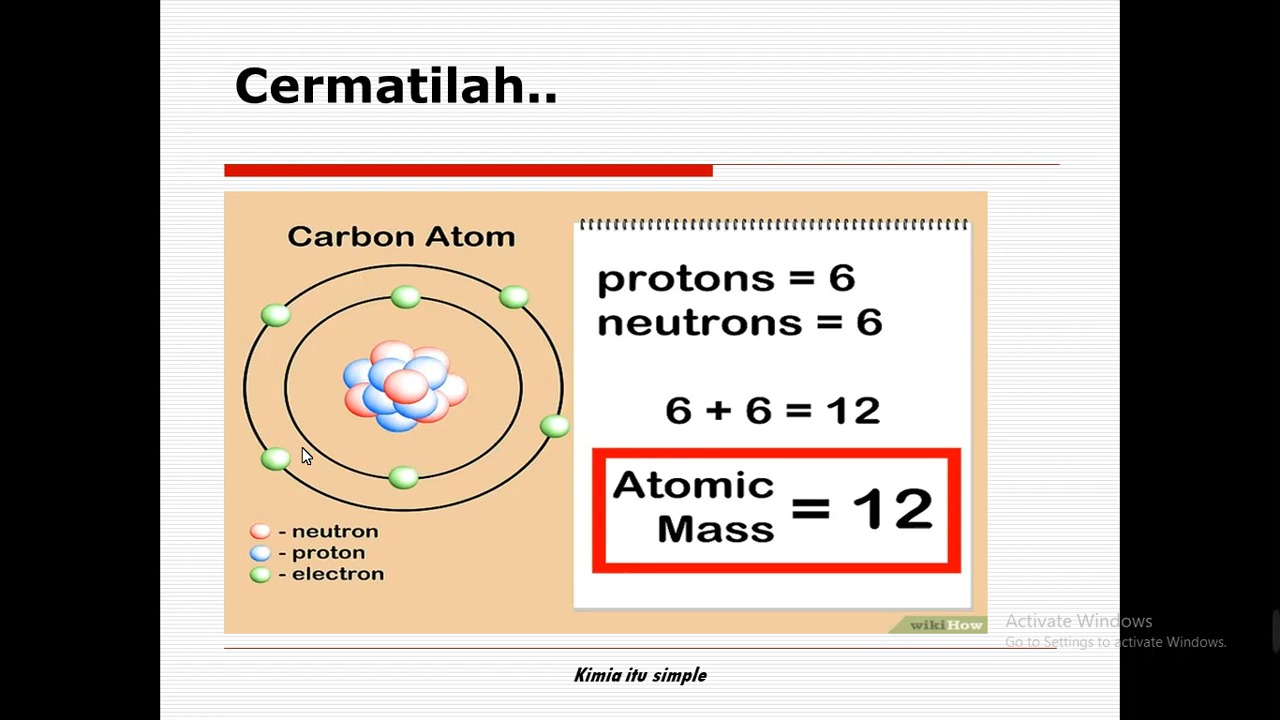 Cermatilah..
Carbon Atom
- neutron
- proton
- electron
protons = 6
neutrons = 6
6 + 6 = 12
Atomic Mass = 12
wikiHow
Activate Windows
Go to Settings to activate Windows.
Kimia itu simple